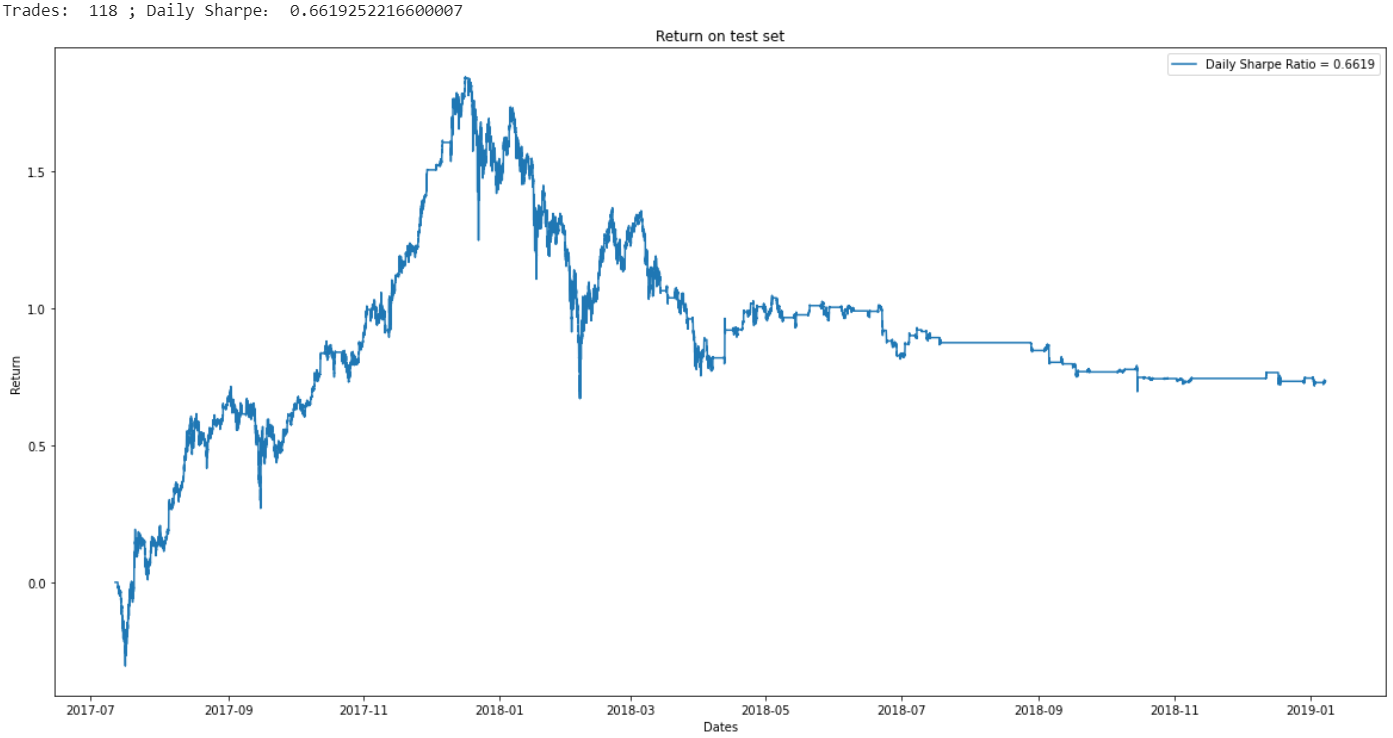 Trades:  118 ; Daily Sharpe:  0.6619252216600007
Return on test set
Daily Sharpe Ratio = 0.6619
1.5
1.0
0.5
0.0
Return
2017-07 2017-09 2017-11 2018-01 2018-03 2018-05 2018-07 2018-09 2018-11 2019-01
Dates